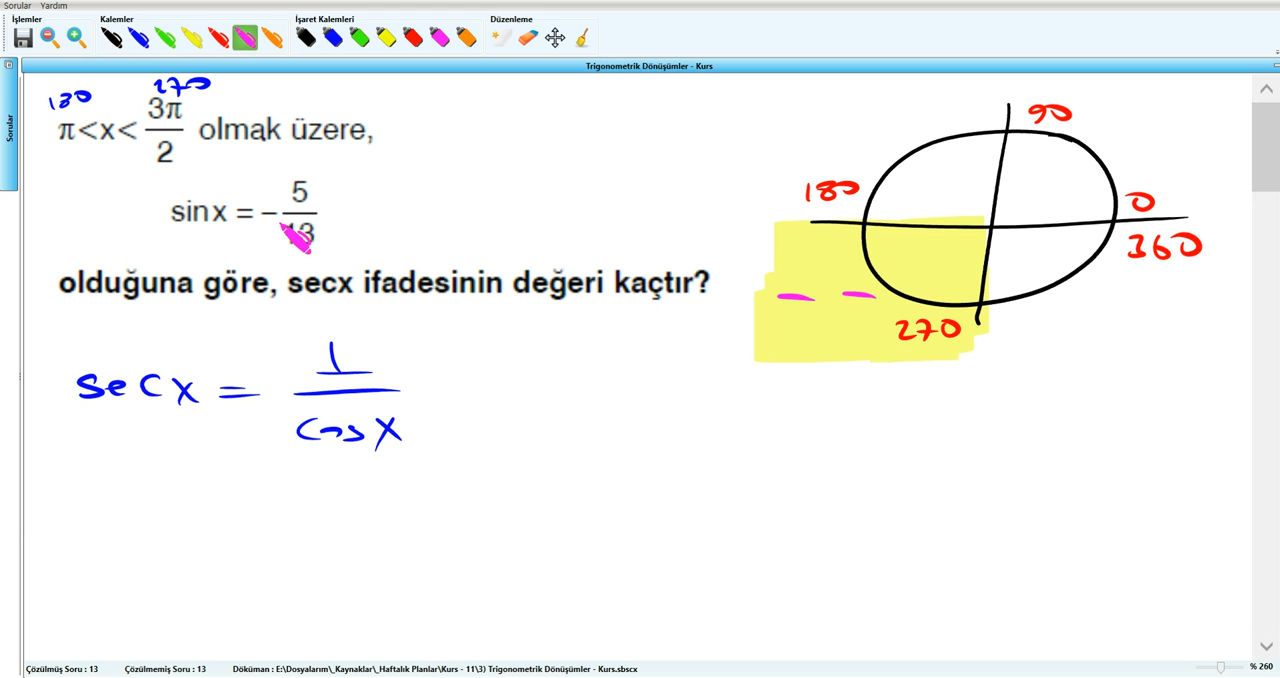 Sorular Yardım
İşlemler Kalemler İşaret Kalemleri Düzenleme
Trigonometrik Dönüşümler - Kurs
Sorular
180 270
π<x< 3π/2 olmak üzere,
sinx = - 5/13
olduğuna göre, secx ifadesinin değeri kaçtır?
secx = 1/cosx
90
180
0
360
270
Çözülmüş Soru : 13 Çözülmemiş Soru : 13 Döküman : E:\Dosyalarım\_Kaynaklar\_Haftalık Planlar\Kurs - 11\3) Trigonometrik Dönüşümler - Kurs.sbscx % 260